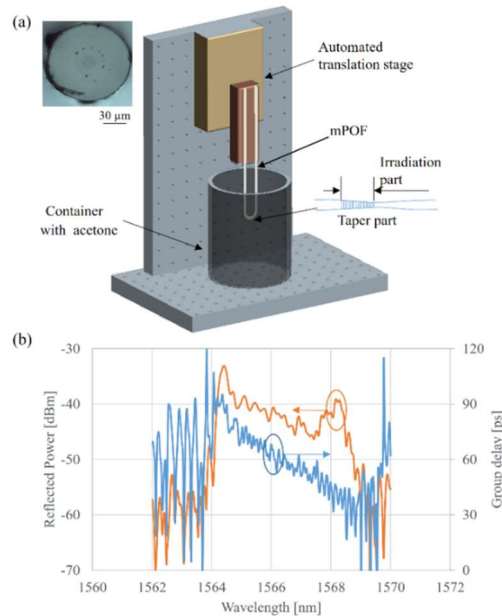 (a)
30 µm
Automated
translation stage
mPOF
Irradiation
part
Taper part
Container
with acetone
(b)
-30
-40
-50
-60
-70
Reflected Power [dBm]
120
90
60
30
0
Group delay [ps]
1560
1562
1564
1566
1568
1570
1572
Wavelength [nm]